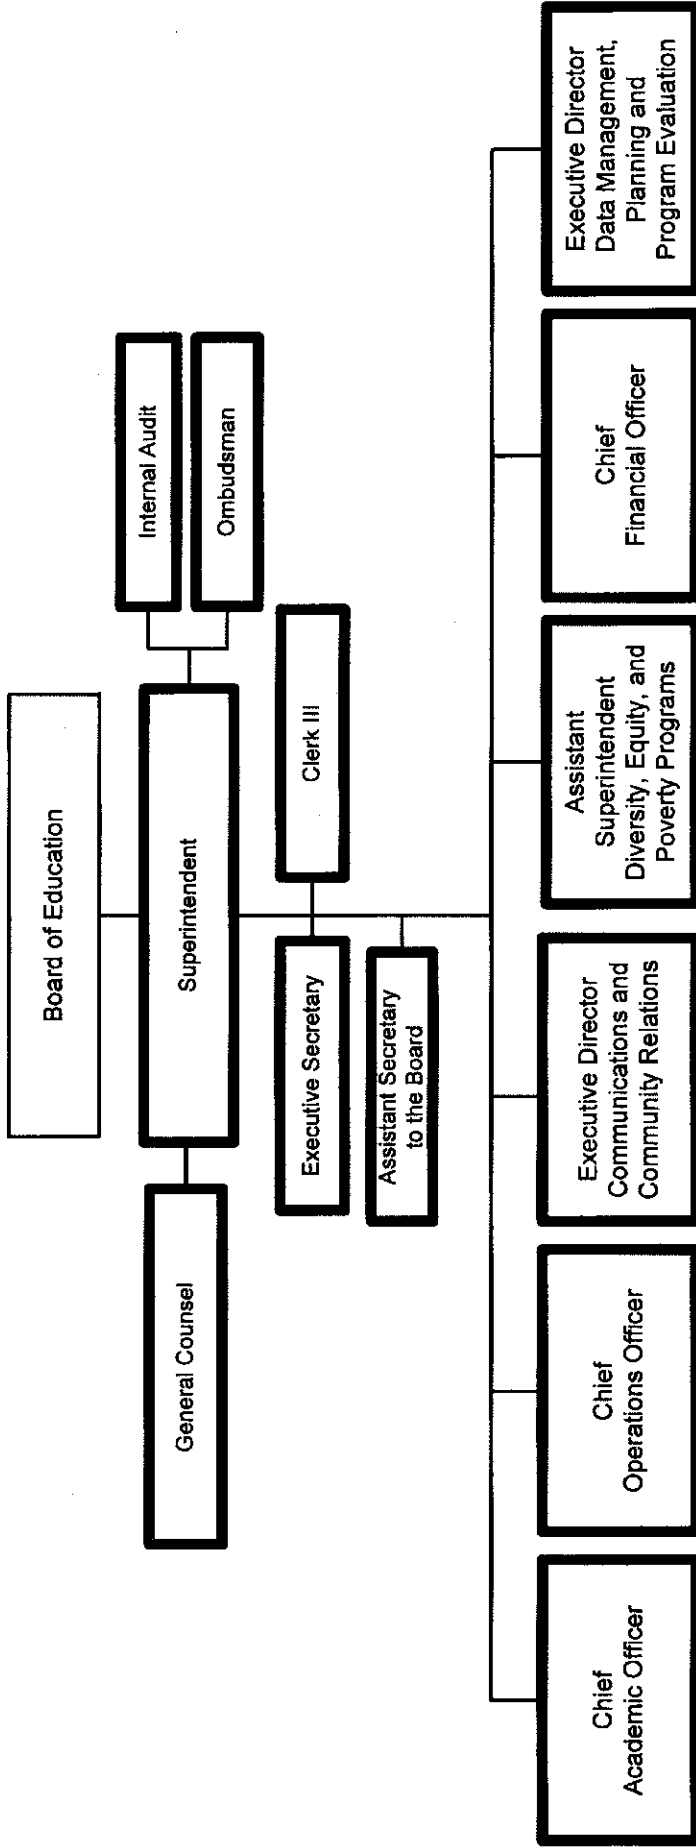 Board of Education
Superintendent
General Counsel
Internal Audit
Ombudsman
Executive Secretary
Clerk III
Assistant Secretary
to the Board
Chief
Academic Officer
Chief
Operations Officer
Executive Director
Communications and
Community Relations
Assistant
Superintendent
Diversity, Equity, and
Poverty Programs
Chief
Financial Officer
Executive Director
Data Management,
Planning and
Program Evaluation